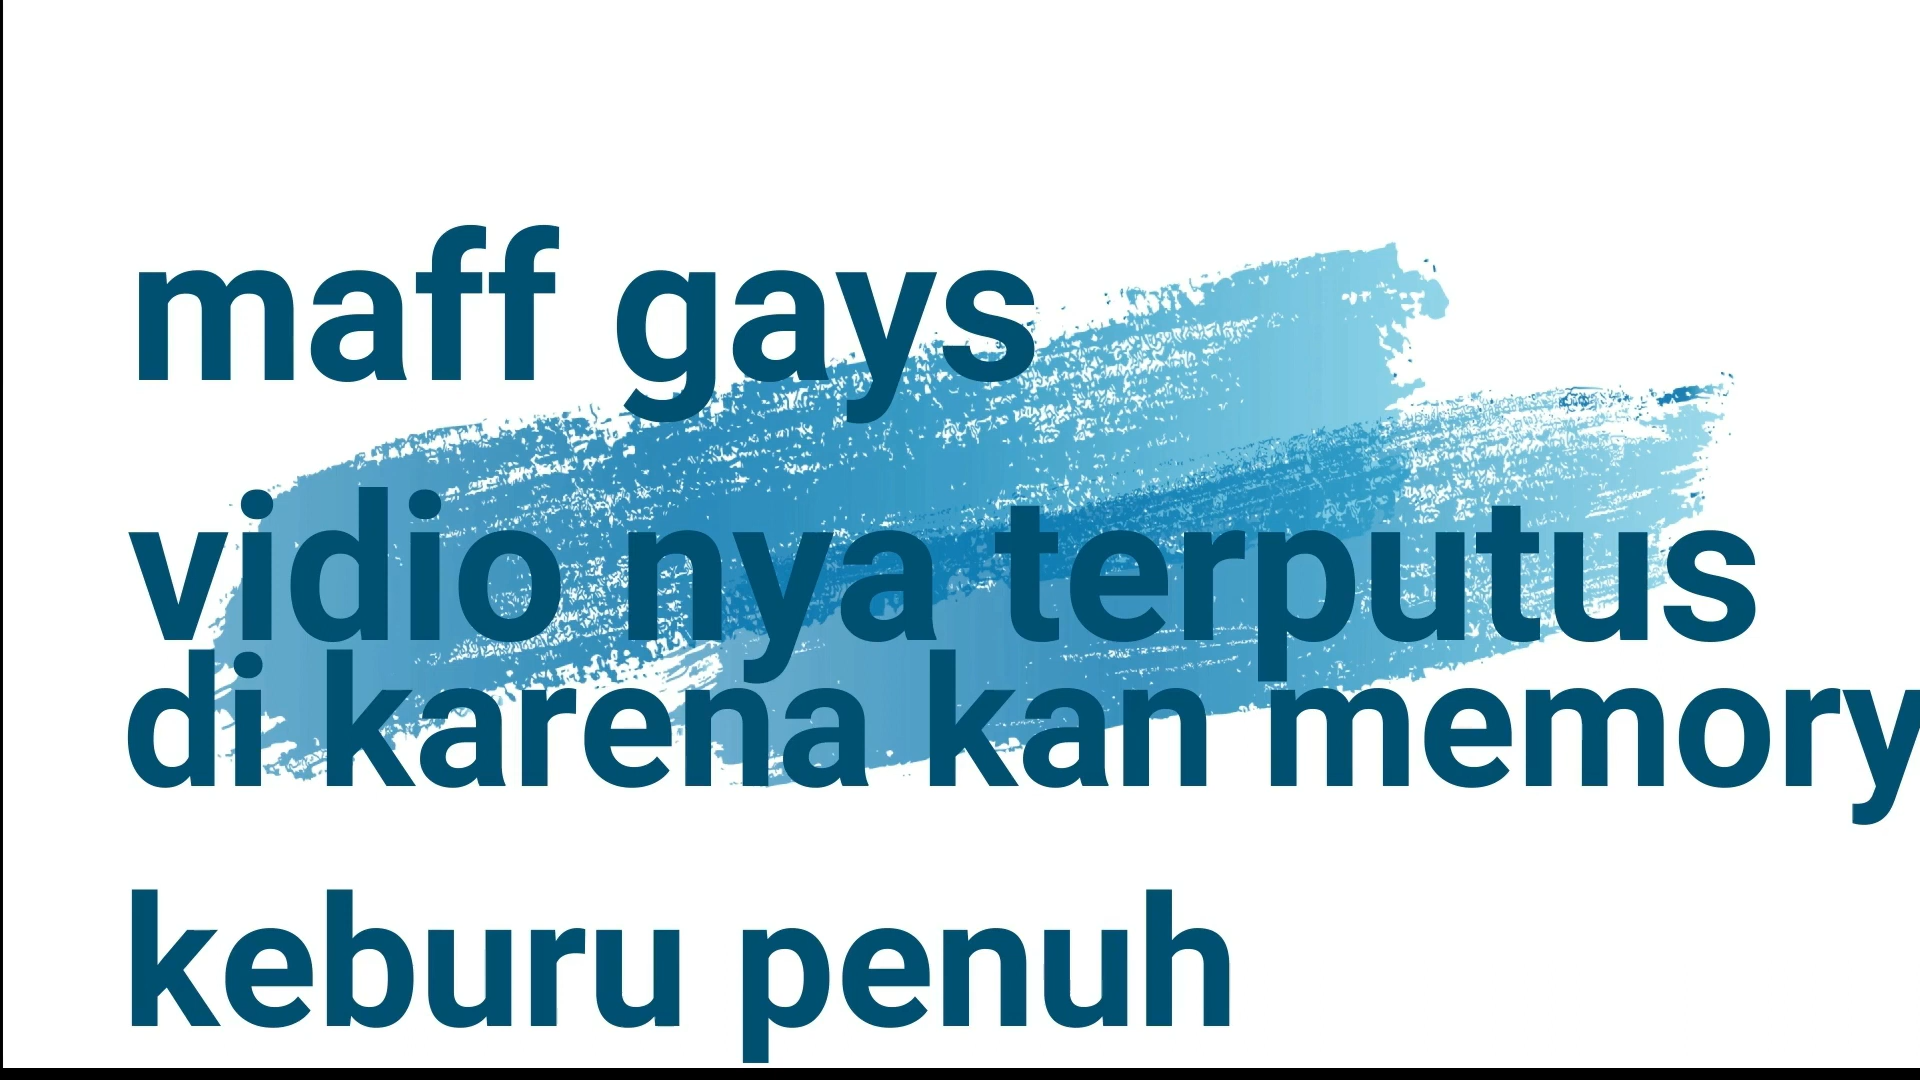 maff gays
vidio nya terputus
di karena kan memory
keburu penuh